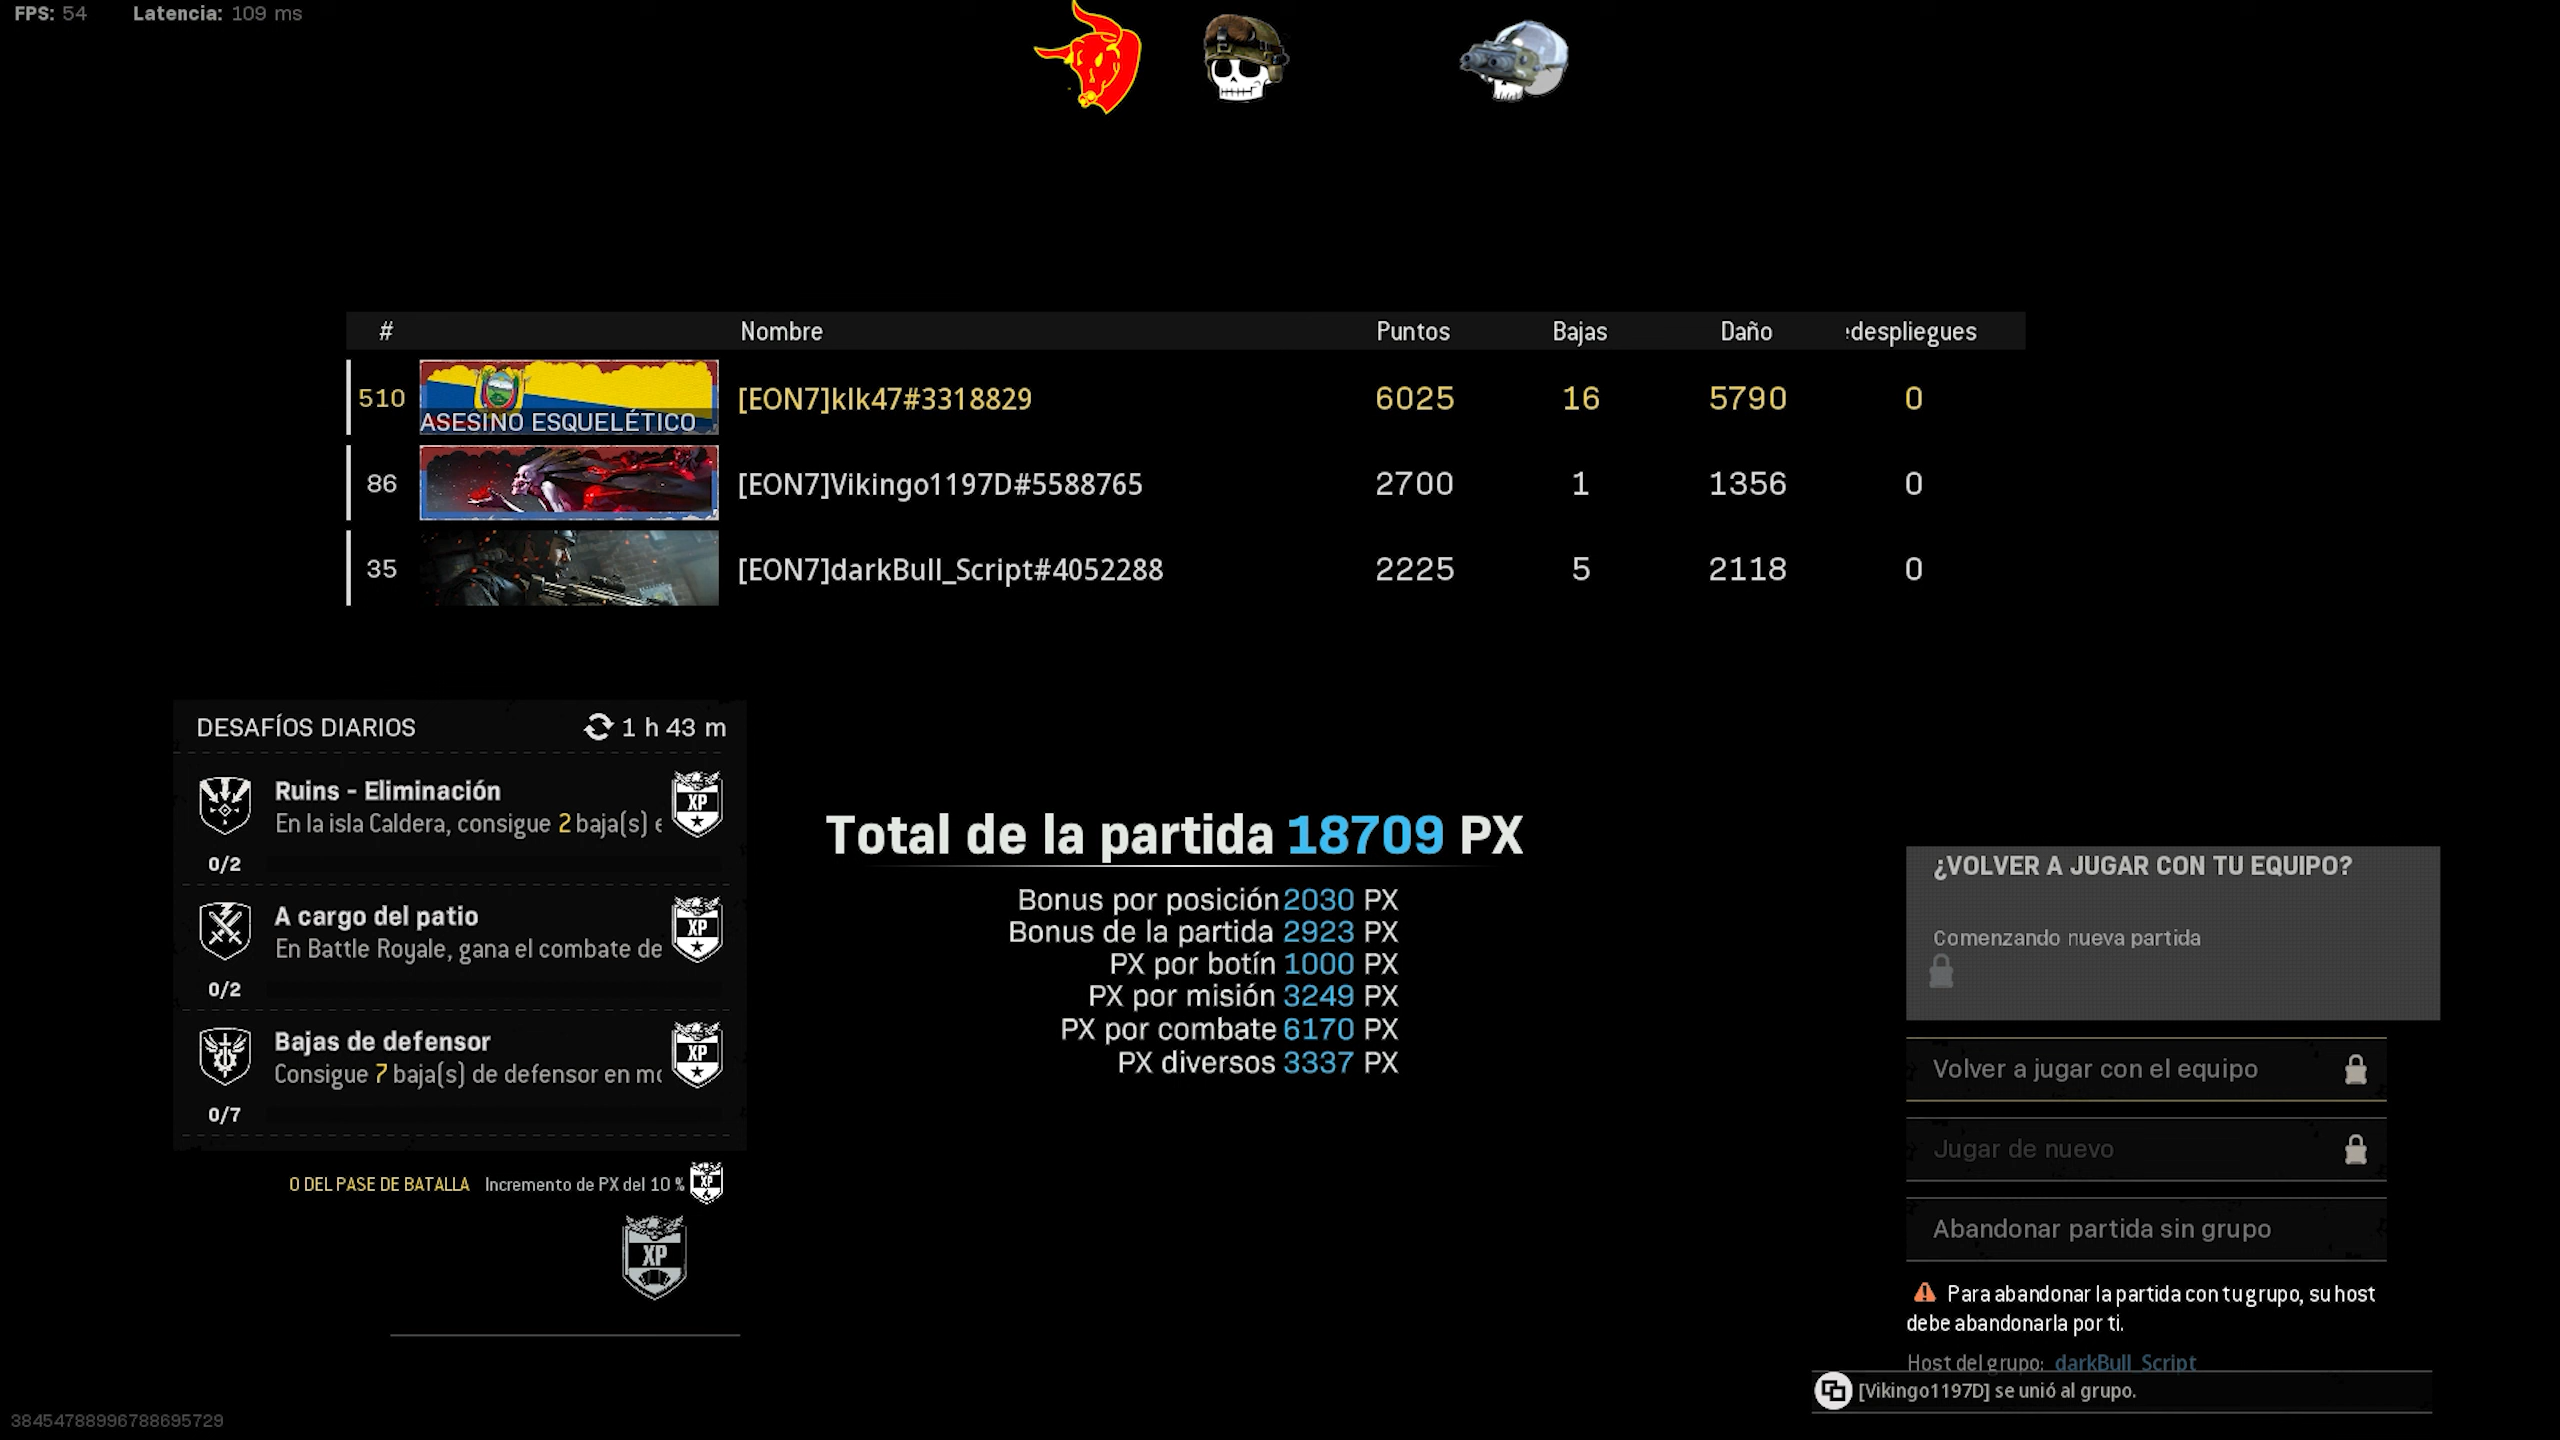 FPS: 54 Latencia: 109 ms
# Nombre Puntos Bajas Daño despliegues
510 ASESINO ESQUELÉTICO [EON7]klk47#3318829 6025 16 5790 0
86 [EON7]Vikingo1197D#5588765 2700 1 1356 0
35 [EON7]darkBull_Script#4052288 2225 5 2118 0
DESAFÍOS DIARIOS 1 h 43 m
Ruins - Eliminación
En la isla Caldera, consigue 2 baja(s) e
XP
0/2
A cargo del patio
En Battle Royale, gana el combate de
XP
0/2
Bajas de defensor
Consigue 7 baja(s) de defensor en mo
XP
0/7
O DEL PASE DE BATALLA Incremento de PX del 10 % XP
XP
Total de la partida 18709 PX
Bonus por posición 2030 PX
Bonus de la partida 2923 PX
PX por botín 1000 PX
PX por misión 3249 PX
PX por combate 6170 PX
PX diversos 3337 PX
¿VOLVER A JUGAR CON TU EQUIPO?
Comenzando nueva partida
Volver a jugar con el equipo
Jugar de nuevo
Abandonar partida sin grupo
Para abandonar la partida con tu grupo, su host
debe abandonarla por ti.
Host del grupo: darkBull_Script
[Vikingo1197D] se unió al grupo.
38454788996788695729